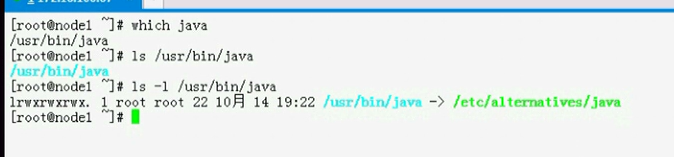 [root@node1 ~]# which java
/usr/bin/java
[root@node1 ~]# ls /usr/bin/java
/usr/bin/java
[root@node1 ~]# ls -l /usr/bin/java
lrwxrwxrwx. 1 root root 22 10月 14 19:22 /usr/bin/java -> /etc/alternatives/java
[root@node1 ~]#